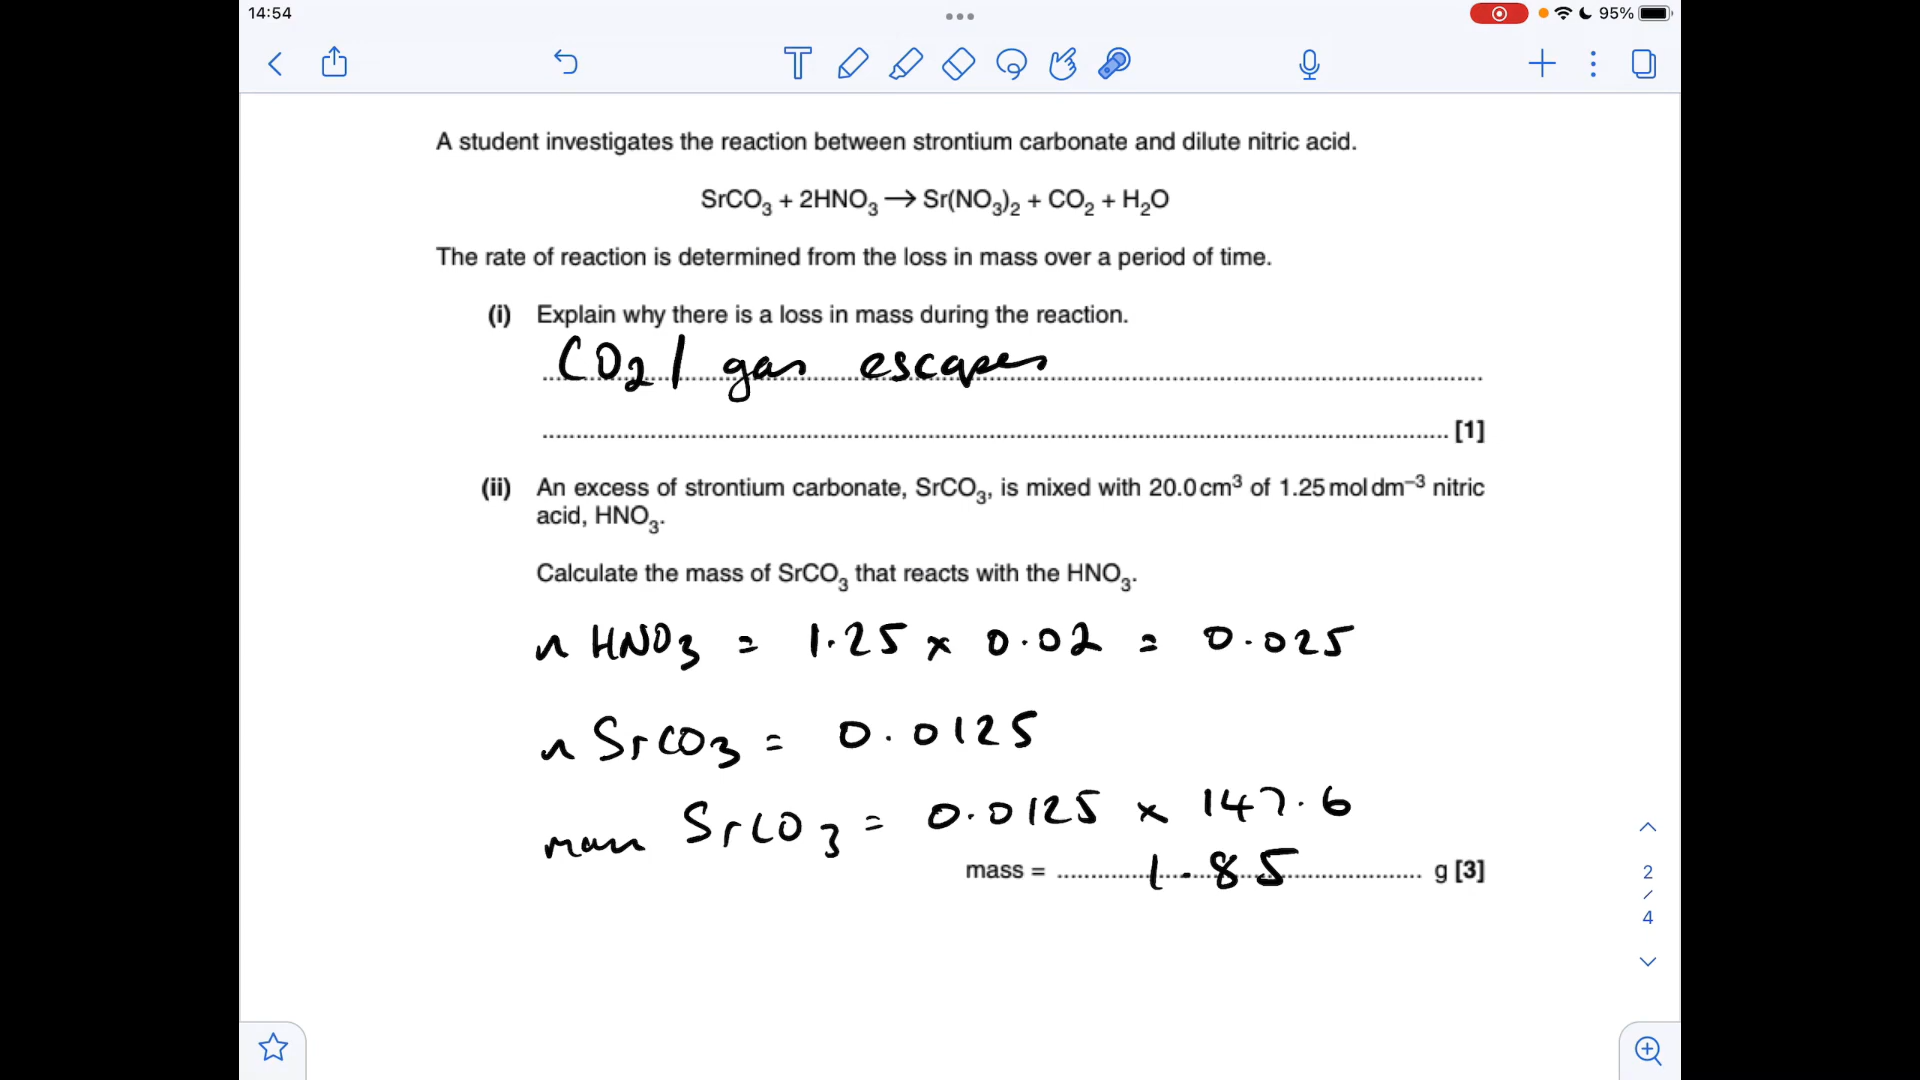 14:54
95%
A student investigates the reaction between strontium carbonate and dilute nitric acid.
SrCO₃ + 2HNO₃ → Sr(NO₃)₂ + CO₂ + H₂O
The rate of reaction is determined from the loss in mass over a period of time.
(i) Explain why there is a loss in mass during the reaction.
CO2 / gas escapes
[1]
(ii) An excess of strontium carbonate, SrCO₃, is mixed with 20.0 cm³ of 1.25 mol dm⁻³ nitric
acid, HNO₃.
Calculate the mass of SrCO₃ that reacts with the HNO₃.
n HNO3 = 1.25 x 0.02 = 0.025
n SrCO3 = 0.0125
mass SrCO3 = 0.0125 x 147.6
mass = 1.85 g [3]
2
/
4